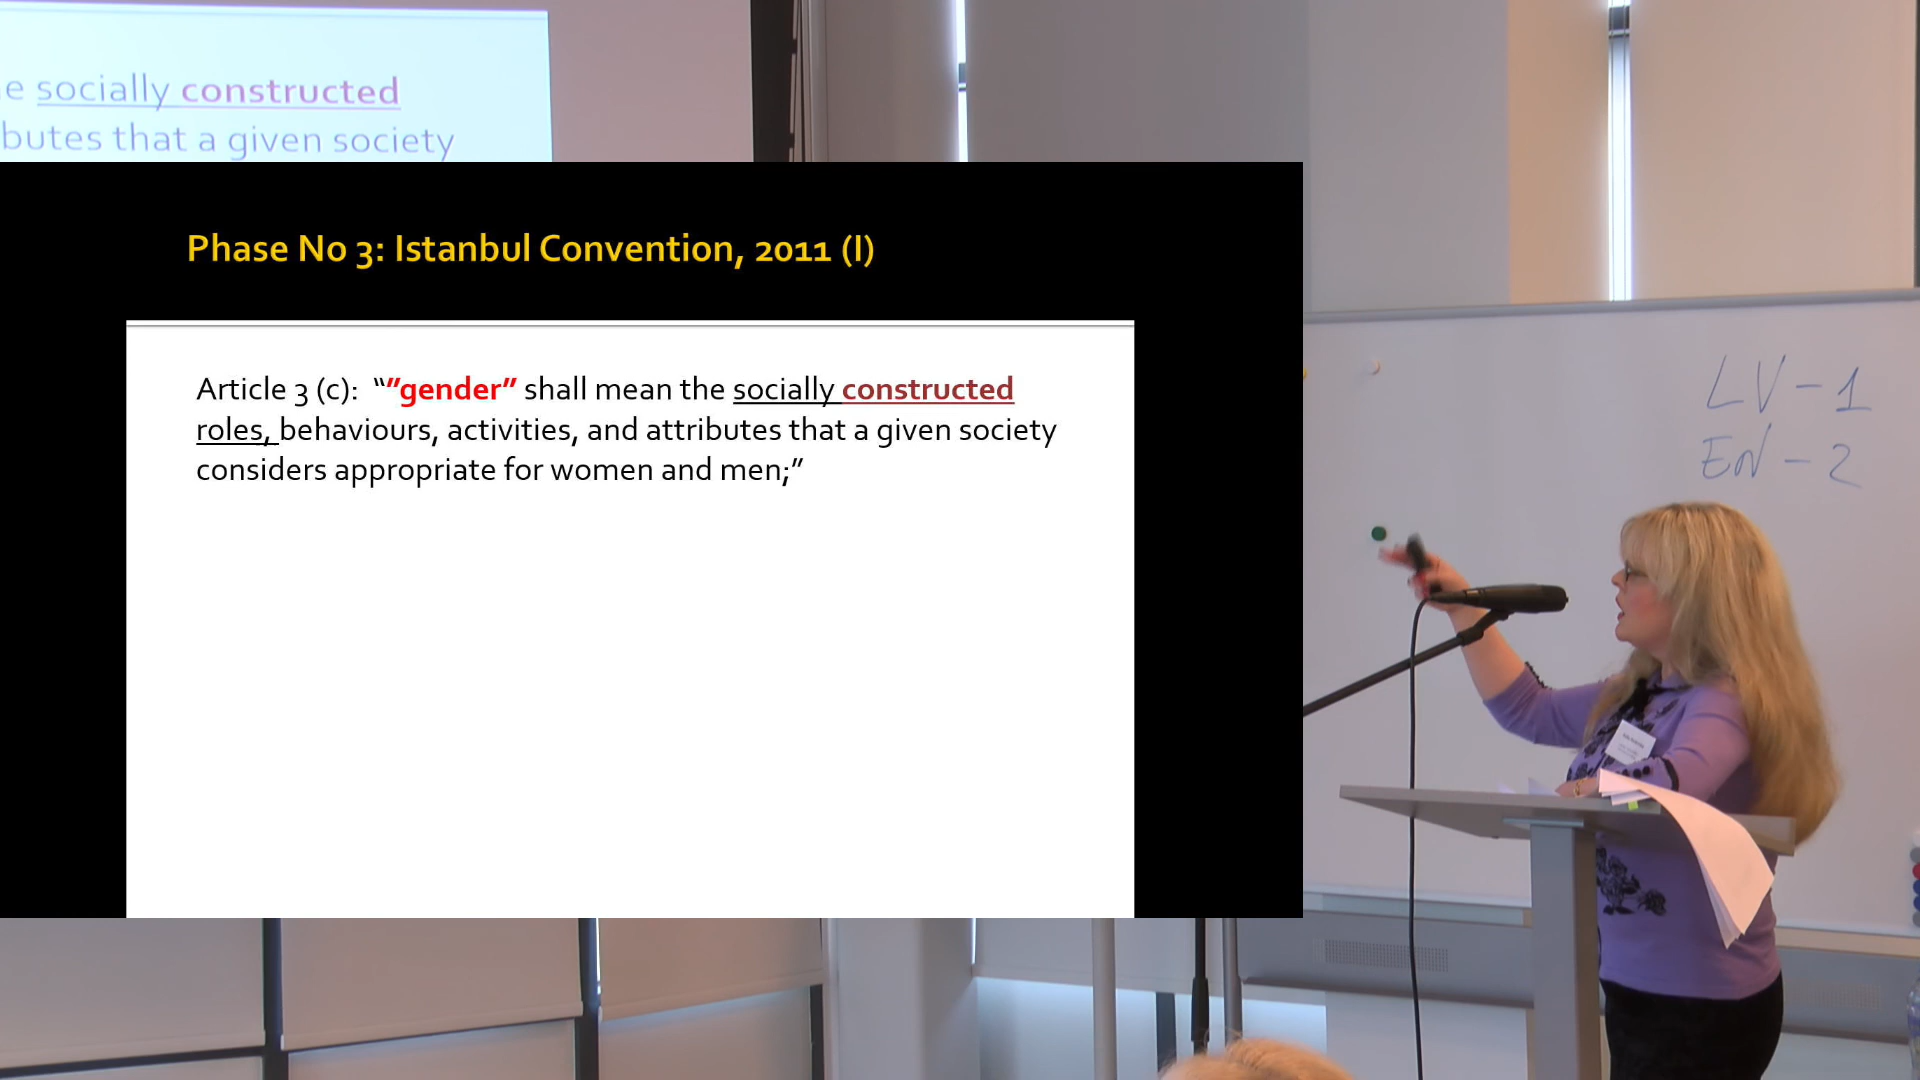 e socially constructed
butes that a given society
Phase No 3: Istanbul Convention, 2011 (I)
Article 3 (c): “”gender” shall mean the socially constructed
roles, behaviours, activities, and attributes that a given society
considers appropriate for women and men;”
LV - 1
EN - 2